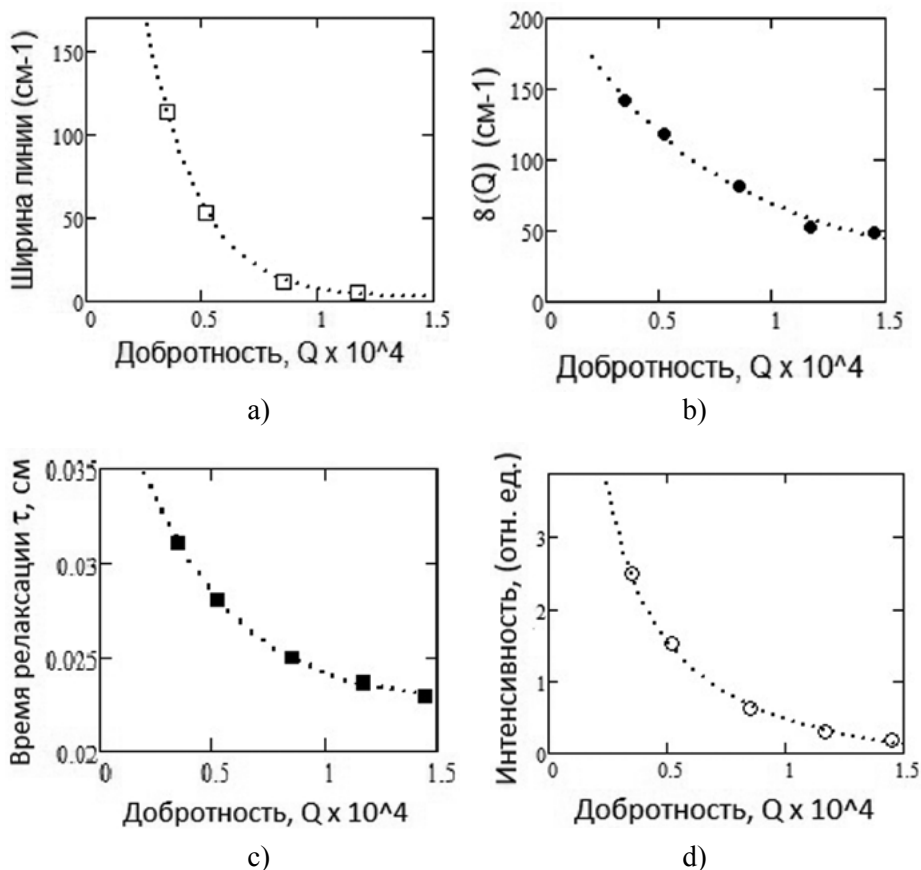 Ширина линии (см-1)
150
100
50
0
0 0.5 1 1.5
Добротность, Q x 10^4
a)
8(Q) (см-1)
200
150
100
50
0
0 0.5 1 1.5
Добротность, Q x 10^4
b)
Время релаксации τ, см
0.035
0.03
0.025
0.02
0 0.5 1 1.5
Добротность, Q x 10^4
c)
Интенсивность, (отн. ед.)
3
2
1
0
0 0.5 1 1.5
Добротность, Q x 10^4
d)